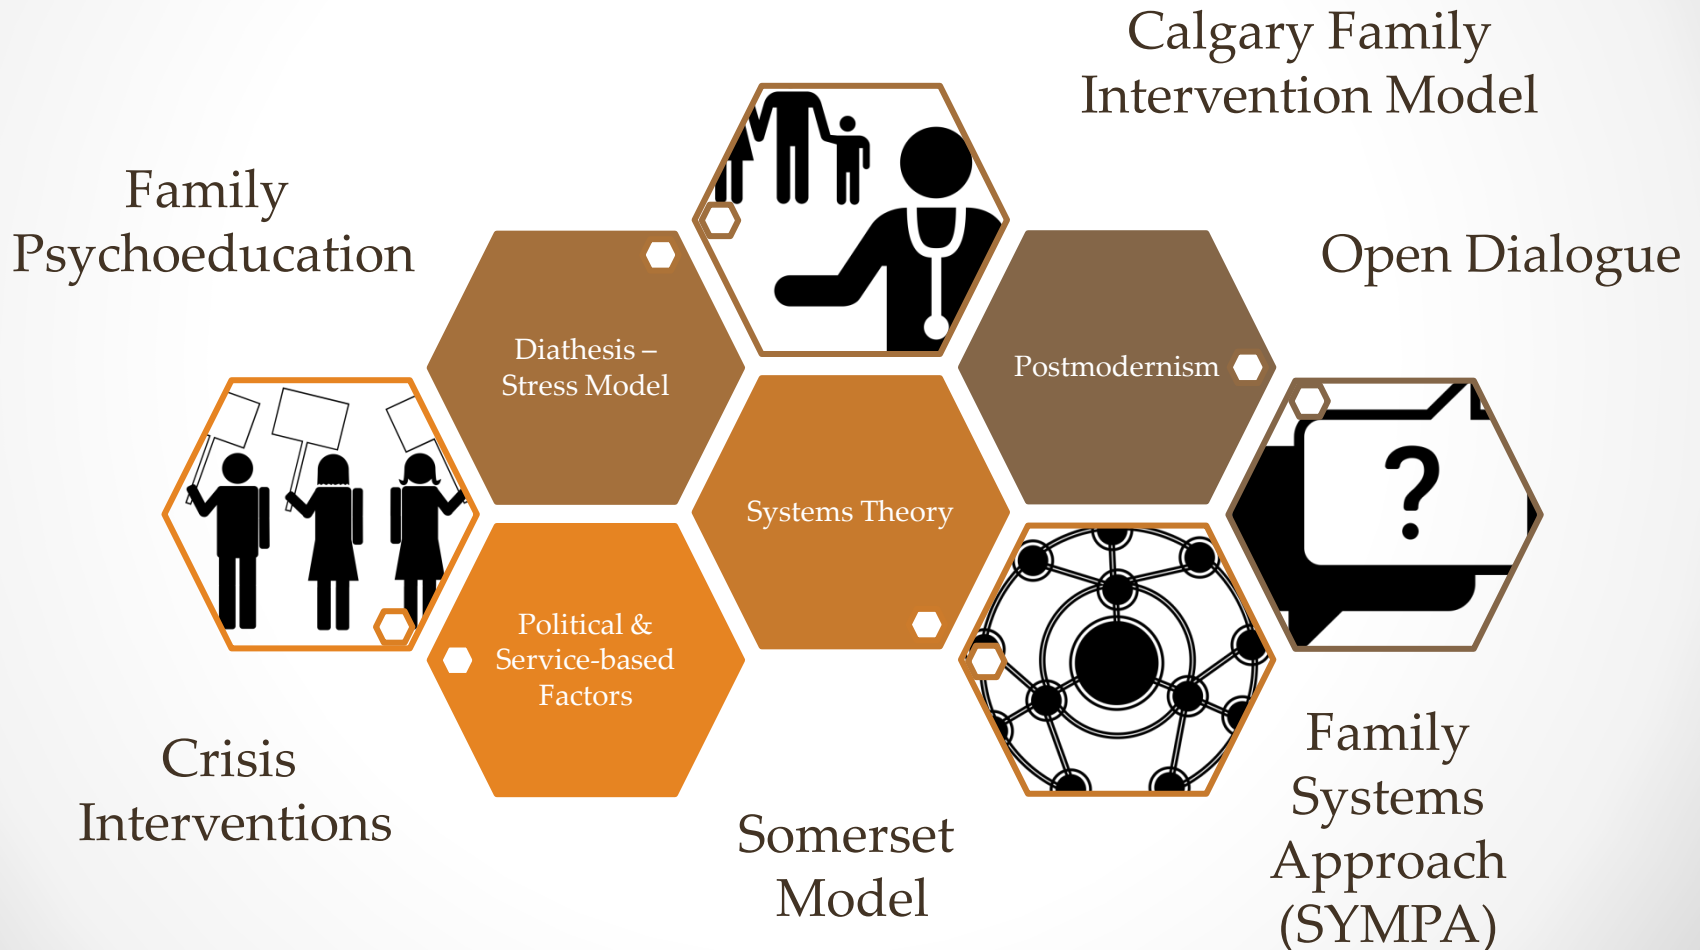 Calgary Family
Intervention Model
Family
Psychoeducation
Open Dialogue
Diathesis –
Stress Model
Postmodernism
?
Systems Theory
Political &
Service-based
Factors
Crisis
Interventions
Somerset
Model
Family
Systems
Approach
(SYMPA)